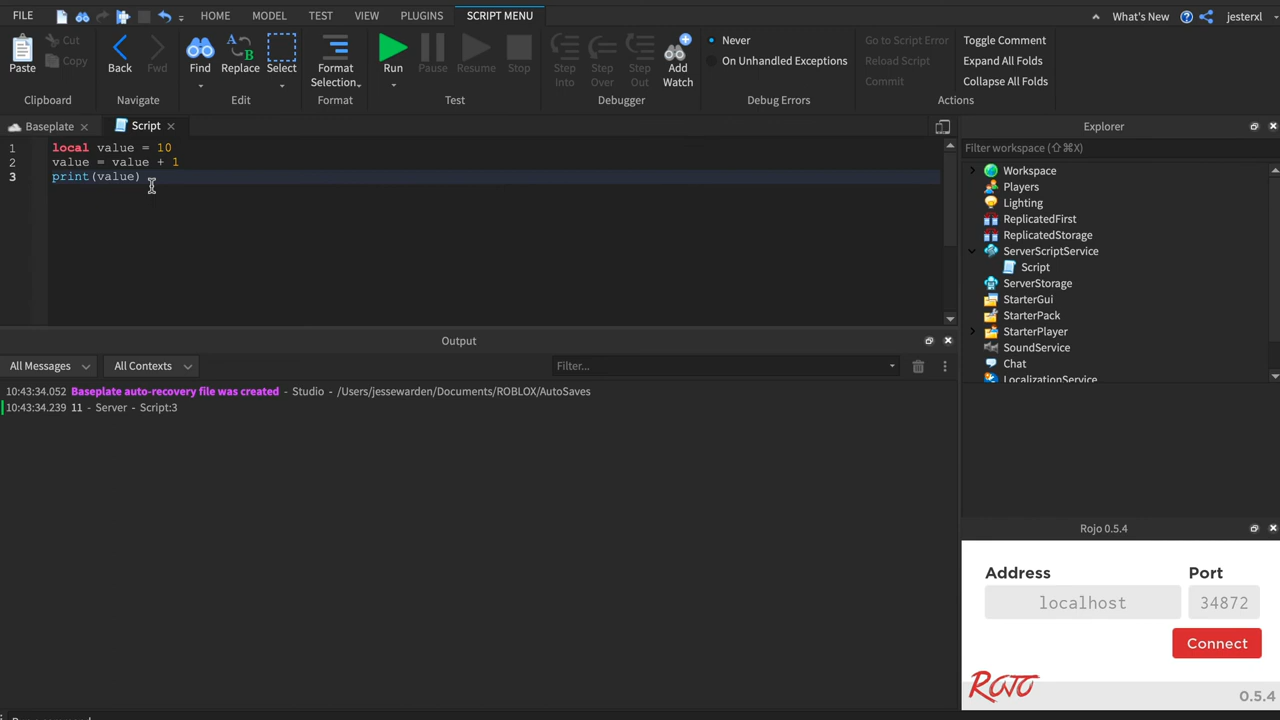 FILE HOME MODEL TEST VIEW PLUGINS SCRIPT MENU What's New jesterxl
Paste Cut Copy
Back Fwd
Find Replace Select
Format Selection
Run Pause Resume Stop
Step Into Step Over Step Out Add Watch
Never
On Unhandled Exceptions
Go to Script Error
Reload Script
Commit
Toggle Comment
Expand All Folds
Collapse All Folds
Clipboard Navigate Edit Format Test Debugger Debug Errors Actions
Baseplate Script
1 local value = 10
2 value = value + 1
3 print(value)
Explorer
Filter workspace (⇧⌘X)
Workspace
Players
Lighting
ReplicatedFirst
ReplicatedStorage
ServerScriptService
Script
ServerStorage
StarterGui
StarterPack
StarterPlayer
SoundService
Chat
LocalizationService
Output
All Messages All Contexts Filter...
10:43:34.052 Baseplate auto-recovery file was created - Studio - /Users/jessewarden/Documents/ROBLOX/AutoSaves
10:43:34.239 11 - Server - Script:3
Rojo 0.5.4
Address Port
localhost 34872
Connect
ROJO 0.5.4